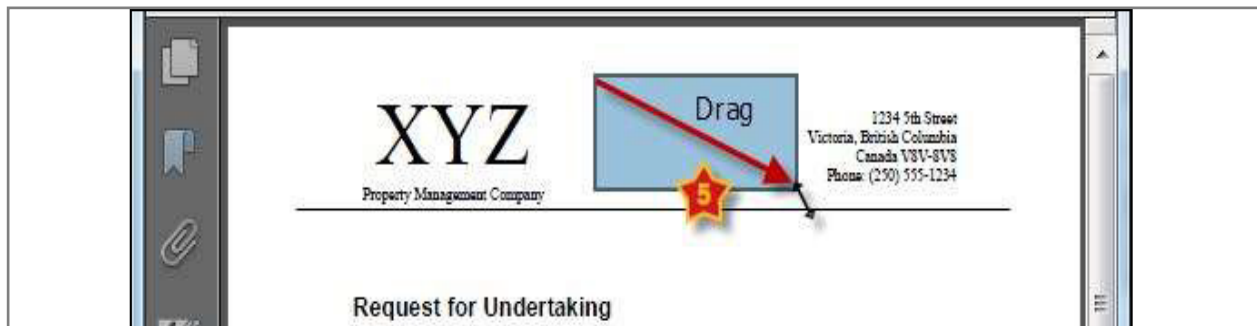 XYZ
Property Management Company
Drag
5
1234 5th Street
Victoria, British Columbia
Canada V8V-8V8
Phone: (250) 555-1234
Request for Undertaking